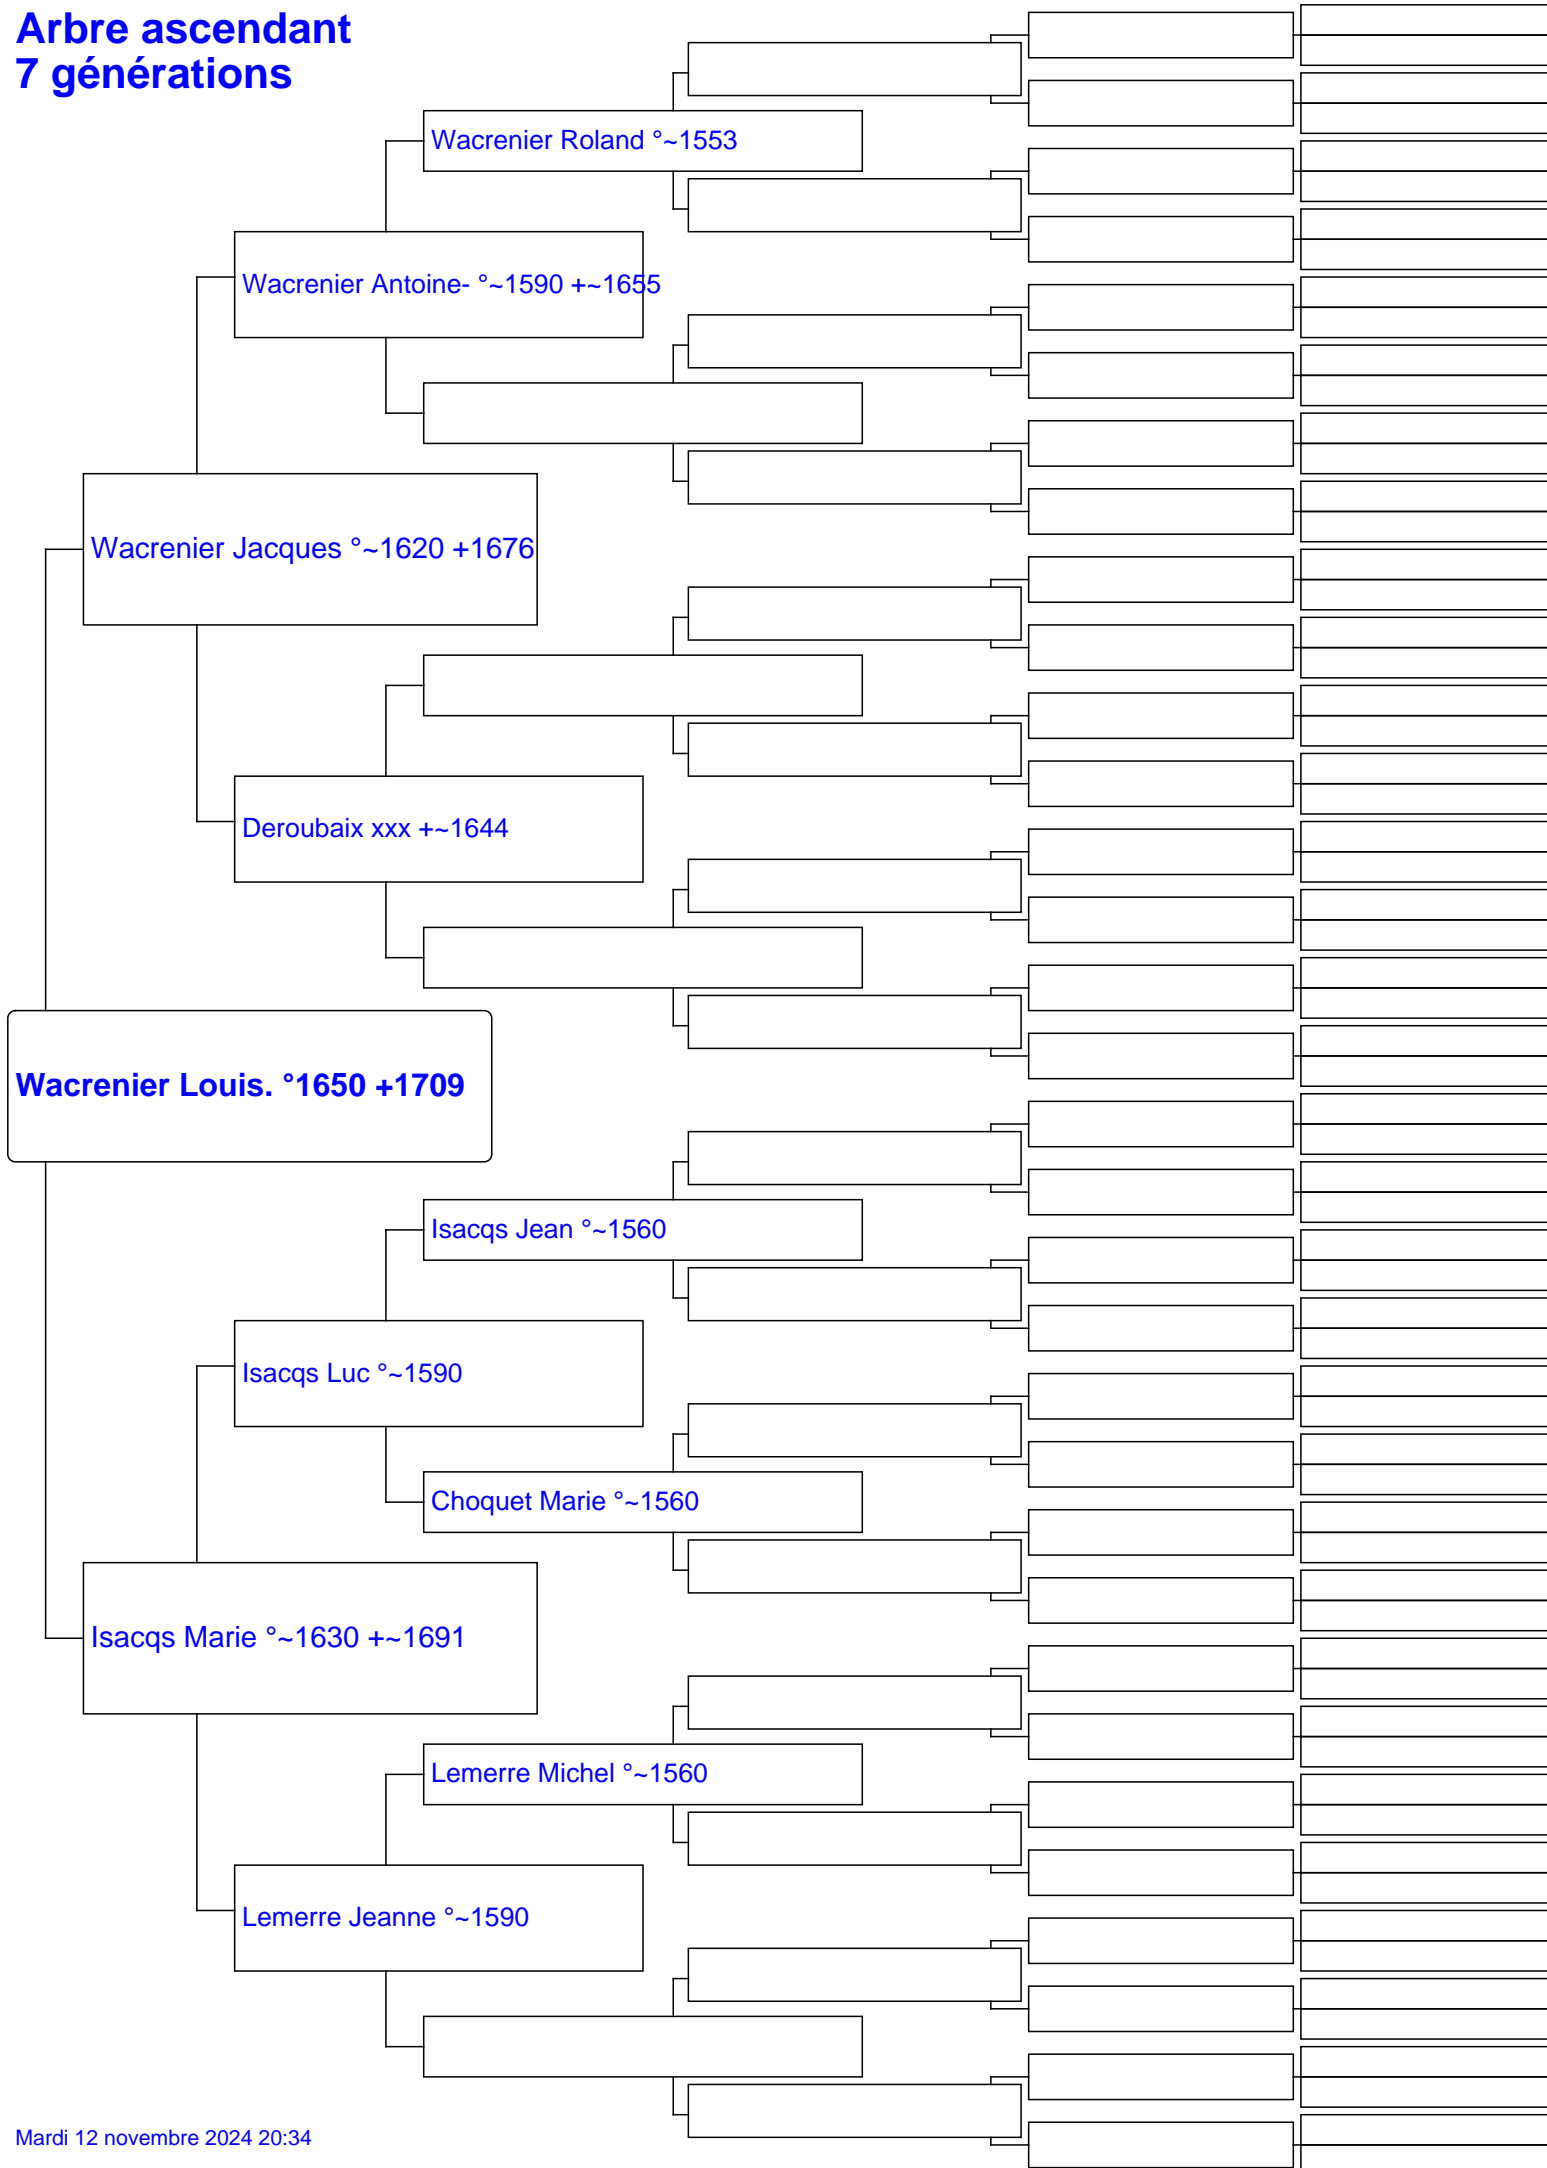 Arbre ascendant
7 générations
Wacrenier Roland °~1553
Wacrenier Antoine- °~1590 +~1655
Wacrenier Jacques °~1620 +1676
Deroubaix xxx +~1644
Wacrenier Louis. °1650 +1709
Isacqs Jean °~1560
Isacqs Luc °~1590
Choquet Marie °~1560
Isacqs Marie °~1630 +~1691
Lemerre Michel °~1560
Lemerre Jeanne °~1590
Mardi 12 novembre 2024 20:34